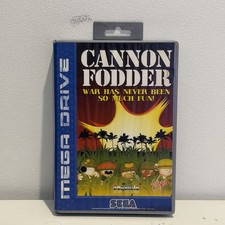 CANNON
FODDER
WAR HAS NEVER BEEN
SO MUCH FUN!
MEGA DRIVE
SEGA